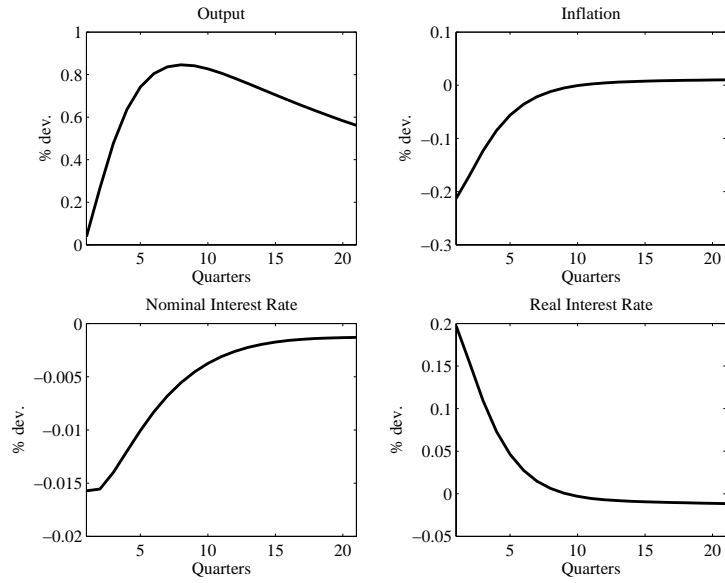 Output
1
0.8
0.6
0.4
0.2
0
% dev.
5 10 15 20
Quarters
Inflation
0.1
0
−0.1
−0.2
−0.3
% dev.
5 10 15 20
Quarters
Nominal Interest Rate
0
−0.005
−0.01
−0.015
−0.02
% dev.
5 10 15 20
Quarters
Real Interest Rate
0.2
0.15
0.1
0.05
0
−0.05
% dev.
5 10 15 20
Quarters